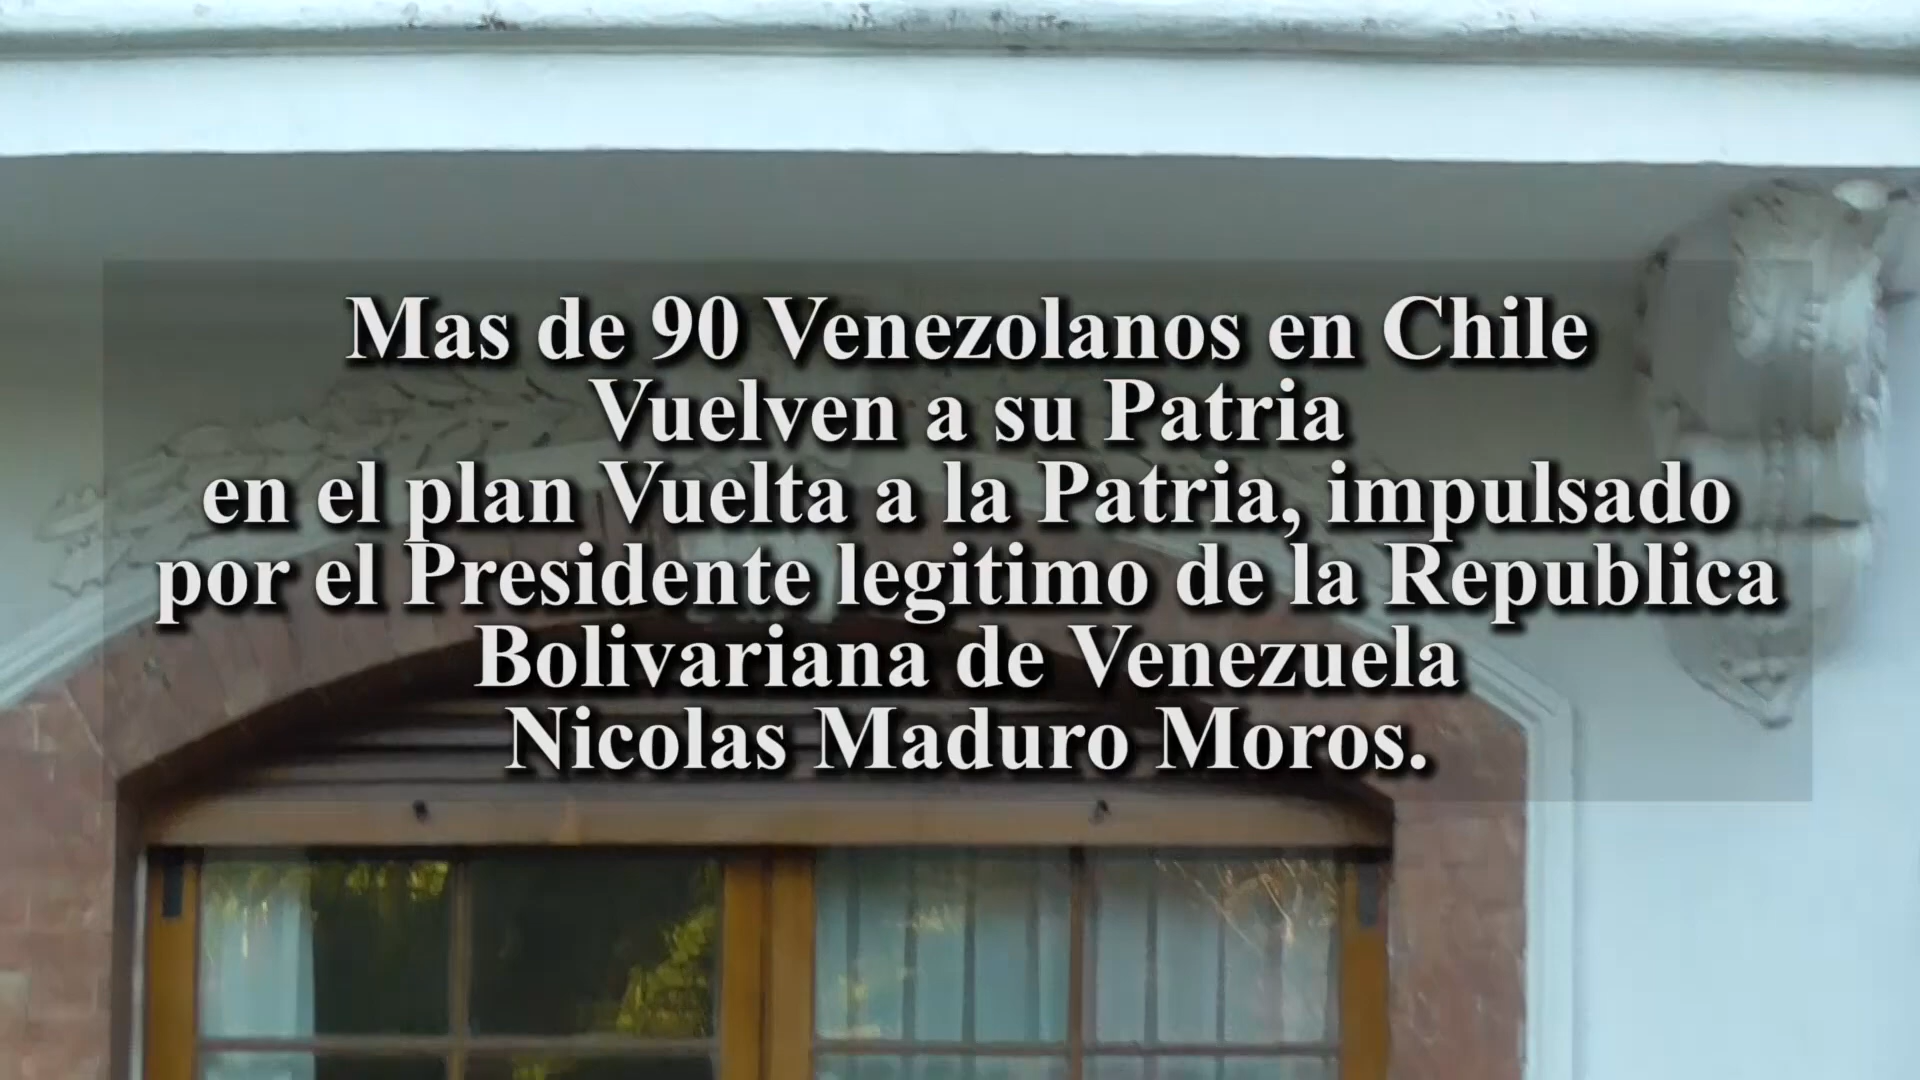 Mas de 90 Venezolanos en Chile
Vuelven a su Patria
en el plan Vuelta a la Patria, impulsado
por el Presidente legitimo de la Republica
Bolivariana de Venezuela
Nicolas Maduro Moros.